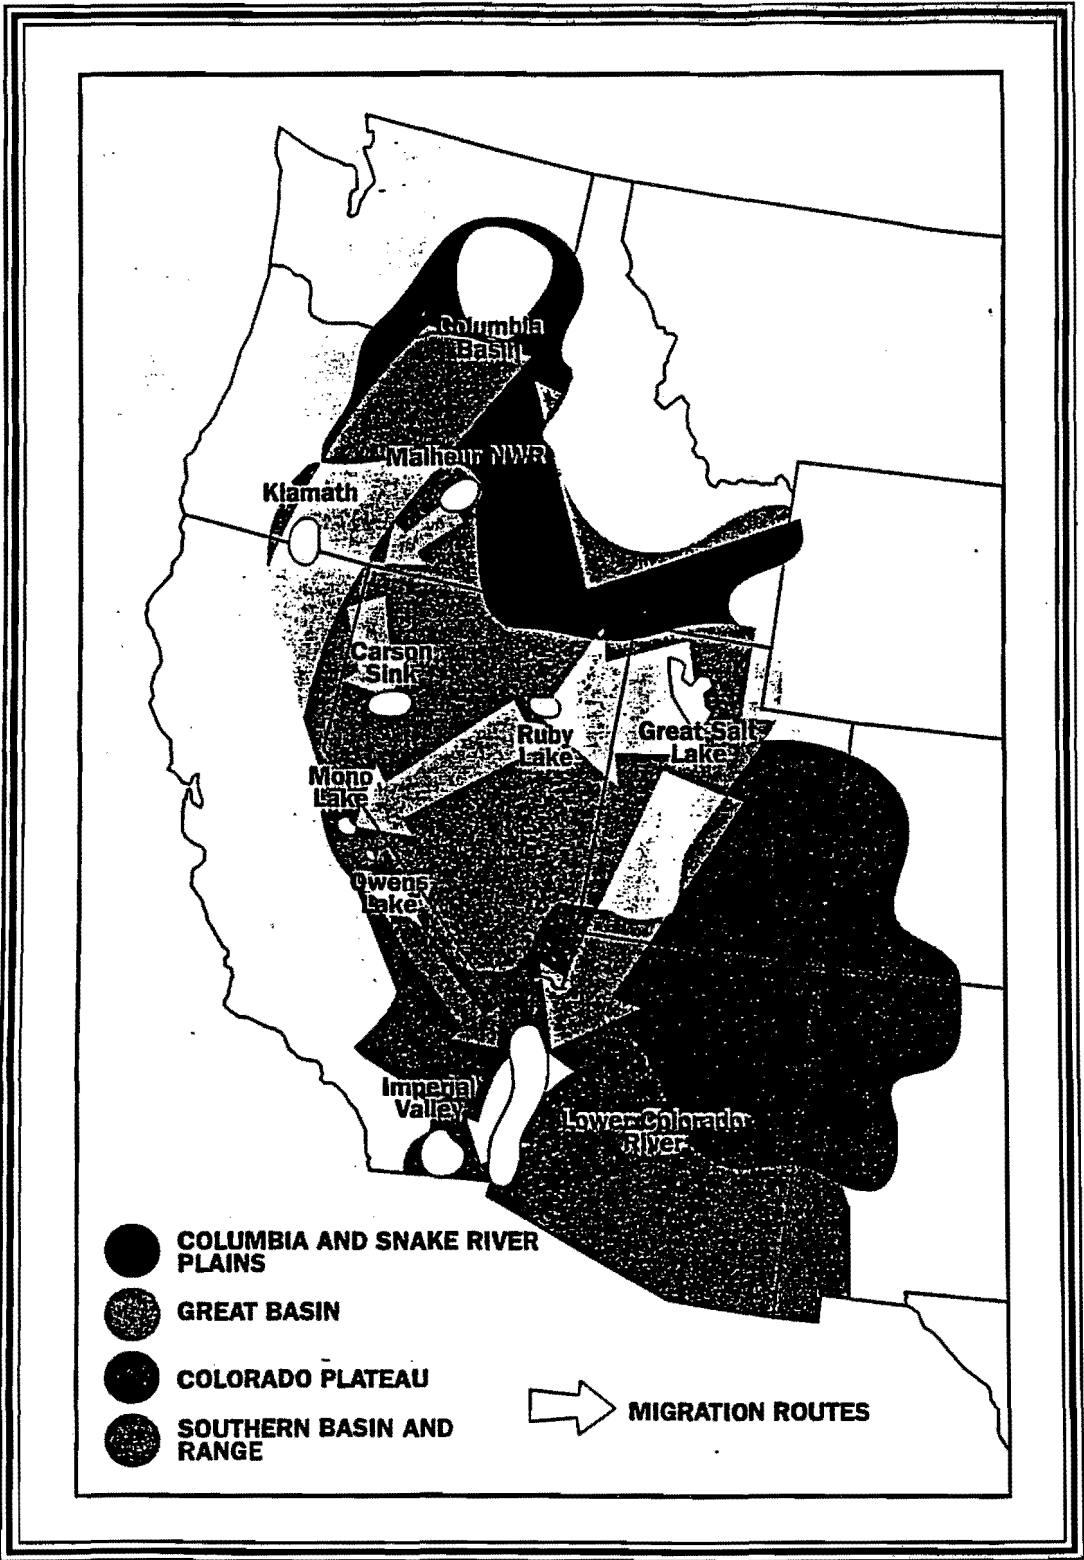 Columbia
Basin
Malheur NWR
Klamath
Carson
Sink
Ruby
Lake
Great Salt
Lake
Mono
Lake
Owens
Lake
Imperial
Valley
Lower Colorado
River
COLUMBIA AND SNAKE RIVER
PLAINS
GREAT BASIN
COLORADO PLATEAU
SOUTHERN BASIN AND
RANGE
MIGRATION ROUTES